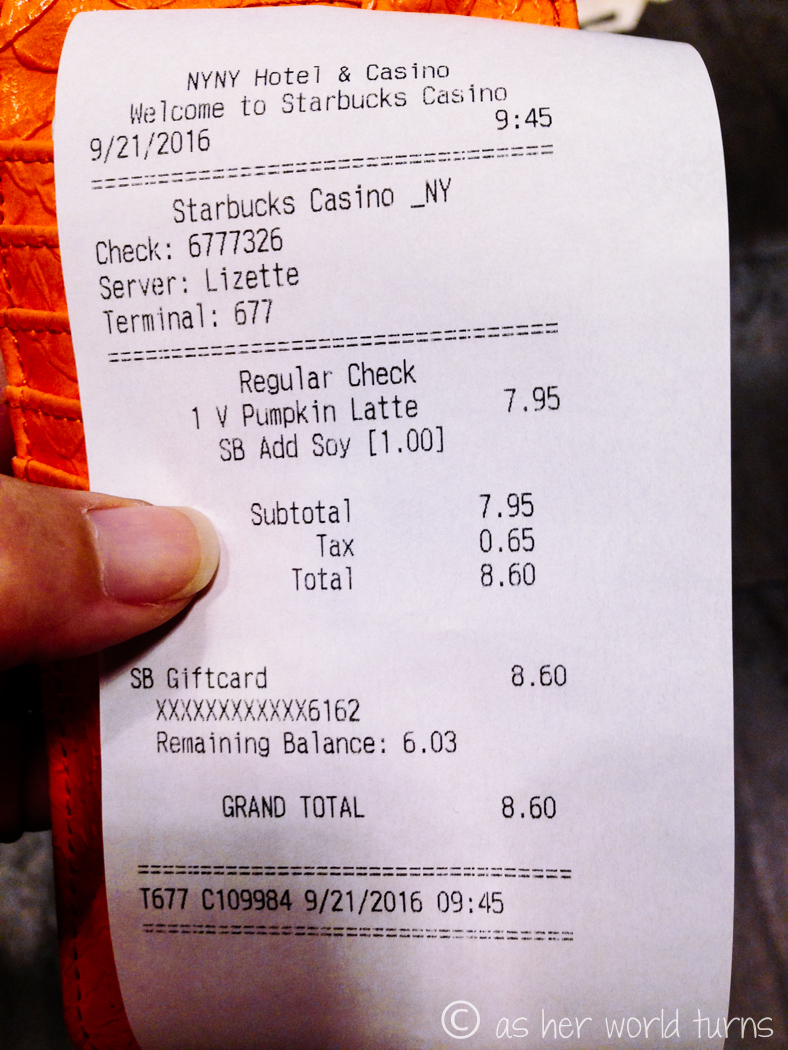 NYNY Hotel & Casino
Welcome to Starbucks Casino
9/21/2016 9:45
================================
Starbucks Casino _NY
Check: 6777326
Server: Lizette
Terminal: 677
================================
Regular Check
1 V Pumpkin Latte 7.95
SB Add Soy [1.00]
Subtotal 7.95
Tax 0.65
Total 8.60
SB Giftcard 8.60
XXXXXXXXXXXX6162
Remaining Balance: 6.03
GRAND TOTAL 8.60
================================
T677 C109984 9/21/2016 09:45
================================
© as her world turns